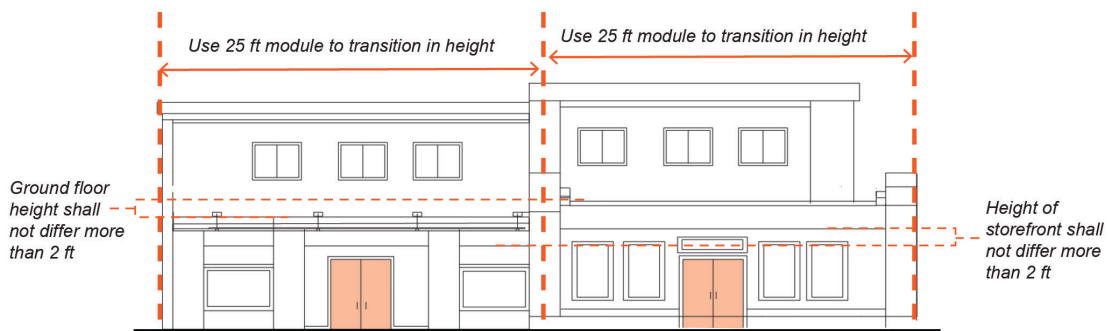 Use 25 ft module to transition in height
Use 25 ft module to transition in height
Ground floor
height shall
not differ more
than 2 ft
Height of
storefront shall
not differ more
than 2 ft